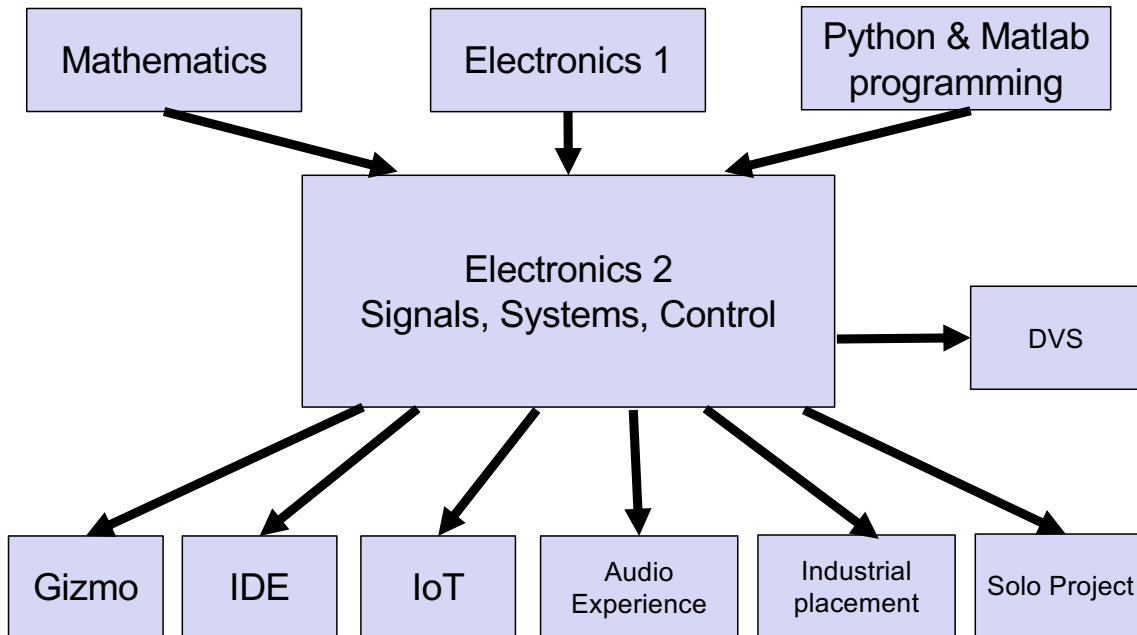 Mathematics
Electronics 1
Python & Matlab
programming
Electronics 2
Signals, Systems, Control
DVS
Gizmo
IDE
IoT
Audio
Experience
Industrial
placement
Solo Project